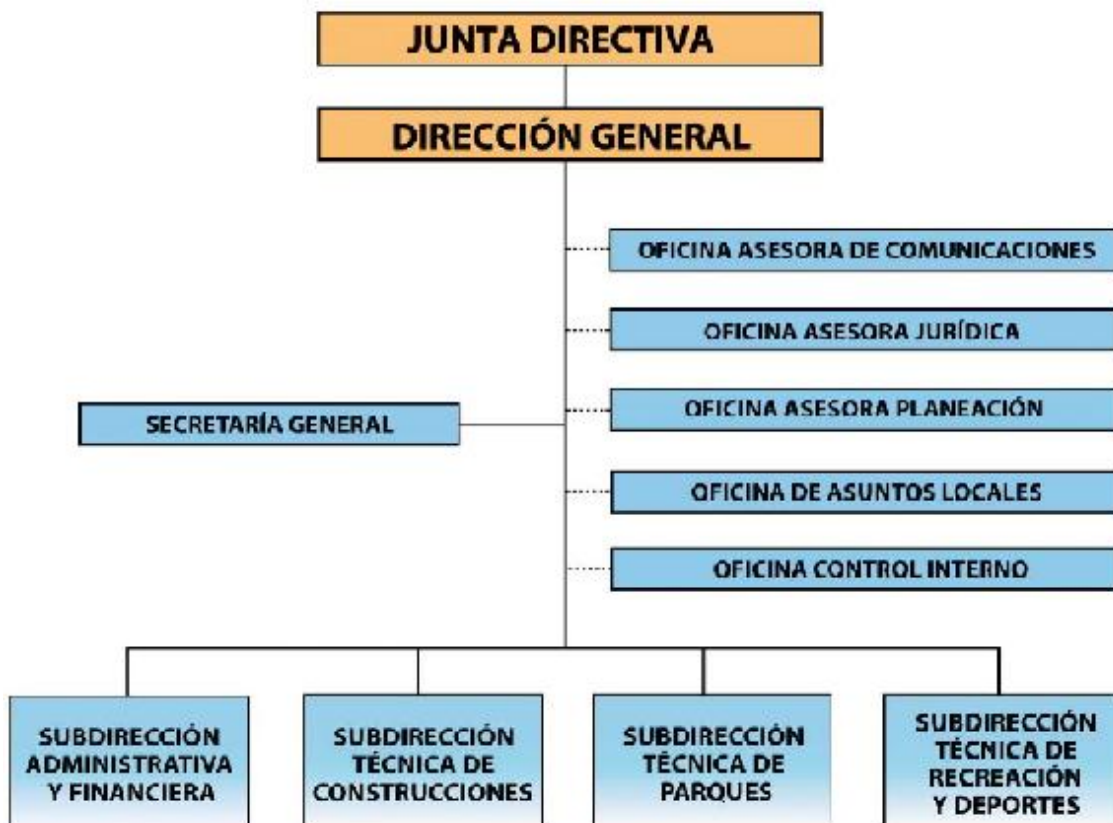 JUNTA DIRECTIVA
DIRECCIÓN GENERAL
OFICINA ASESORA DE COMUNICACIONES
OFICINA ASESORA JURÍDICA
SECRETARÍA GENERAL
OFICINA ASESORA PLANEACIÓN
OFICINA DE ASUNTOS LOCALES
OFICINA CONTROL INTERNO
SUBDIRECCIÓN
ADMINISTRATIVA
Y FINANCIERA
SUBDIRECCIÓN
TÉCNICA DE
CONSTRUCCIONES
SUBDIRECCIÓN
TÉCNICA DE
PARQUES
SUBDIRECCIÓN
TÉCNICA DE
RECREACIÓN
Y DEPORTES